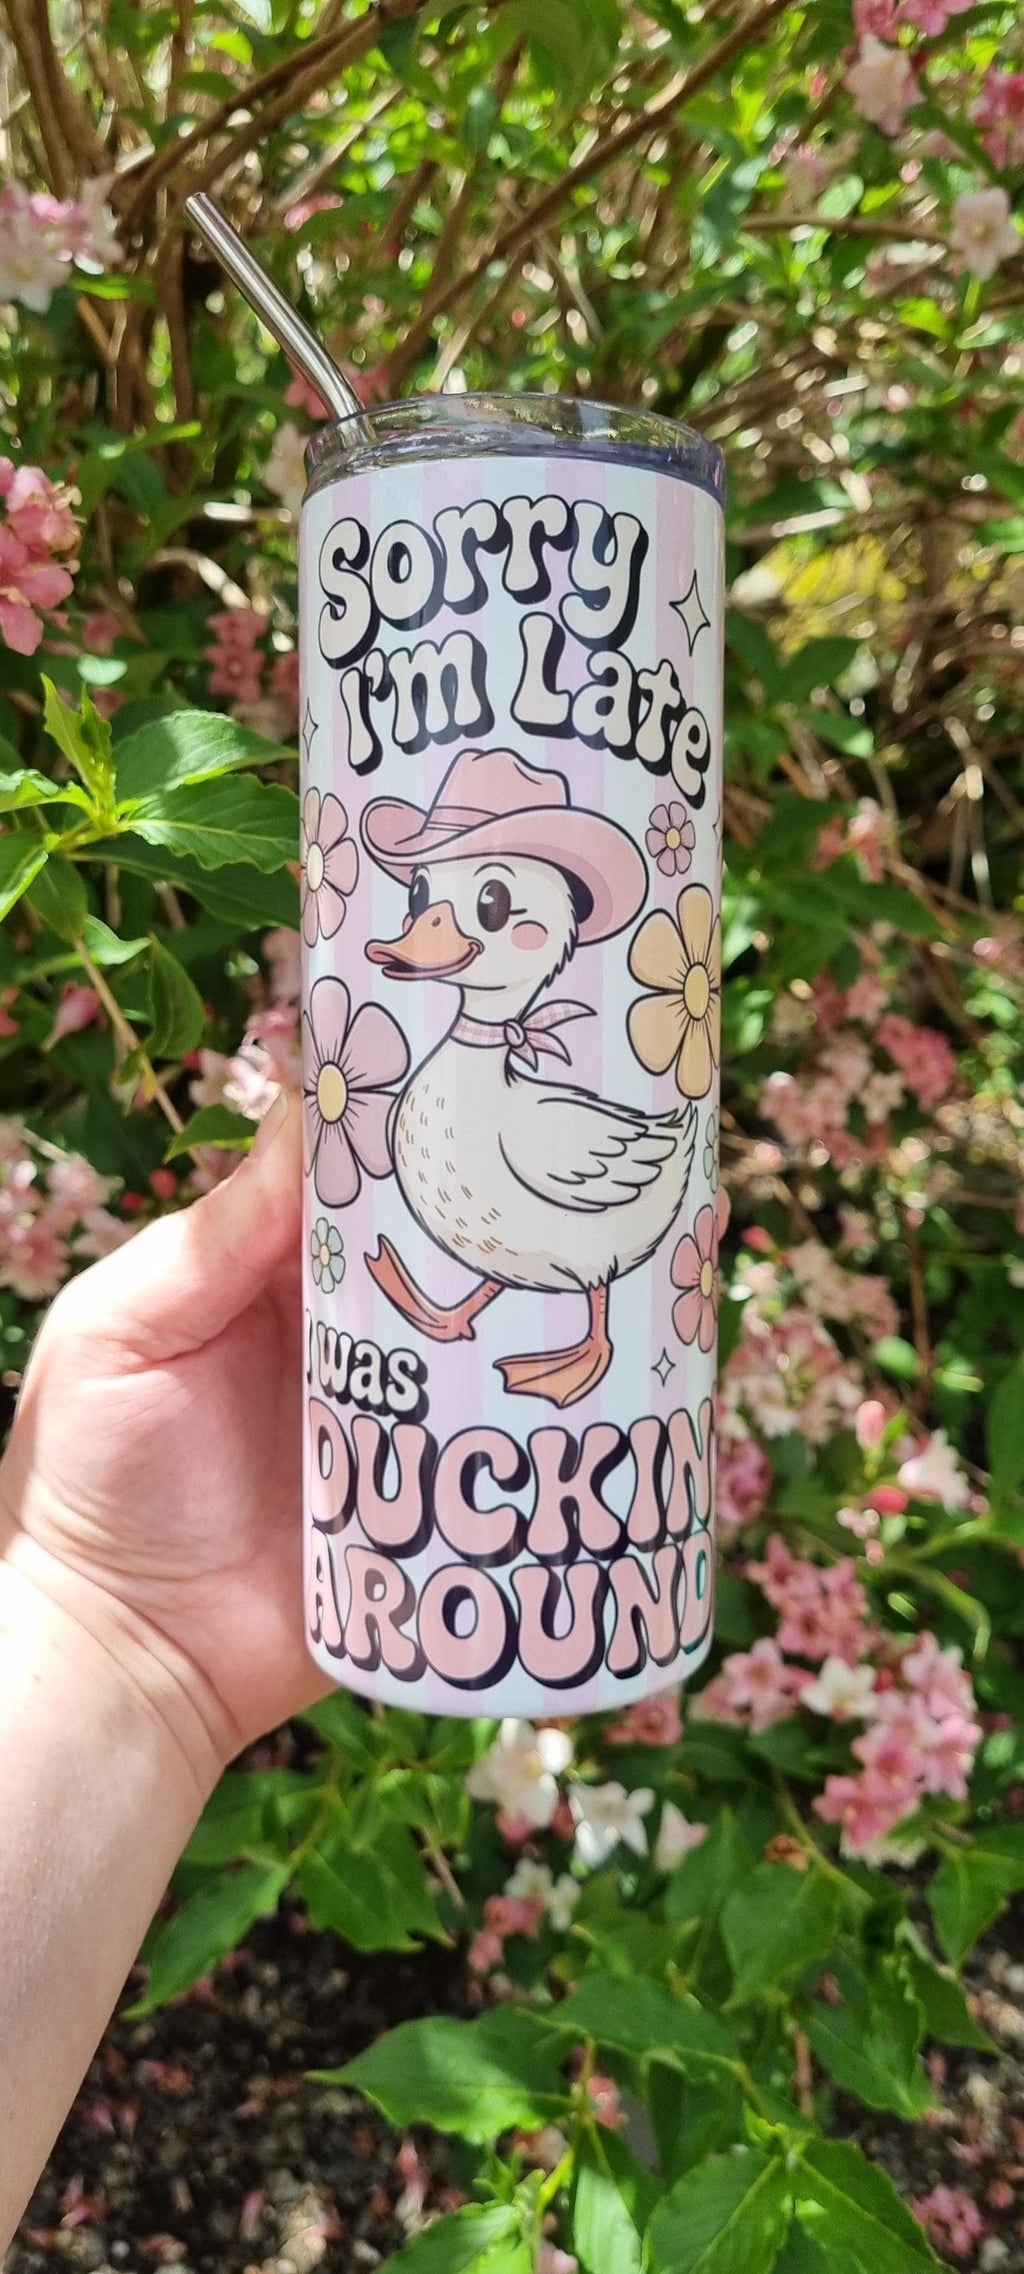 Sorry
I'm Late
I was
DUCKIN
AROUND